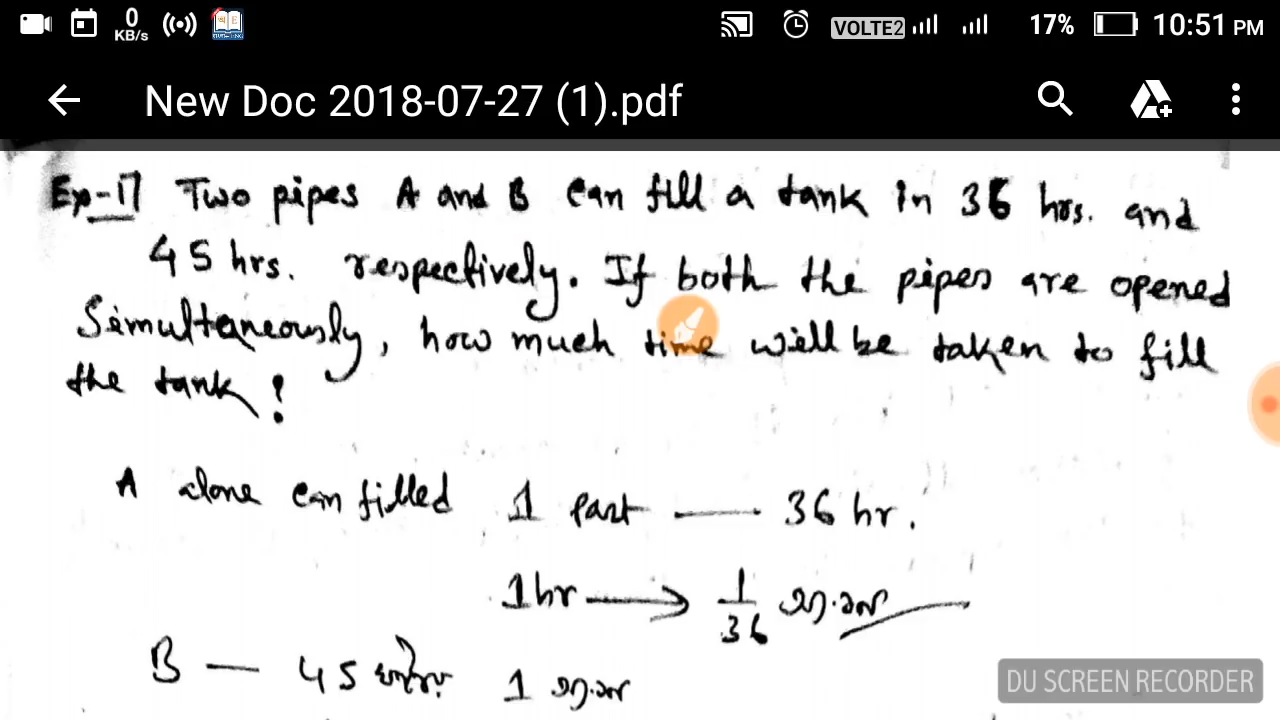 0
KB/s
VOLTE2
17%
10:51 PM
New Doc 2018-07-27 (1).pdf
Ex-17 Two pipes A and B can fill a tank in 36 hrs. and
45 hrs. respectively. If both the pipes are opened
Simultaneously, how much time will be taken to fill
the tank?
A alone can filled 1 part — 36 hr.
1hr → 1/36
B — 45 1
DU SCREEN RECORDER